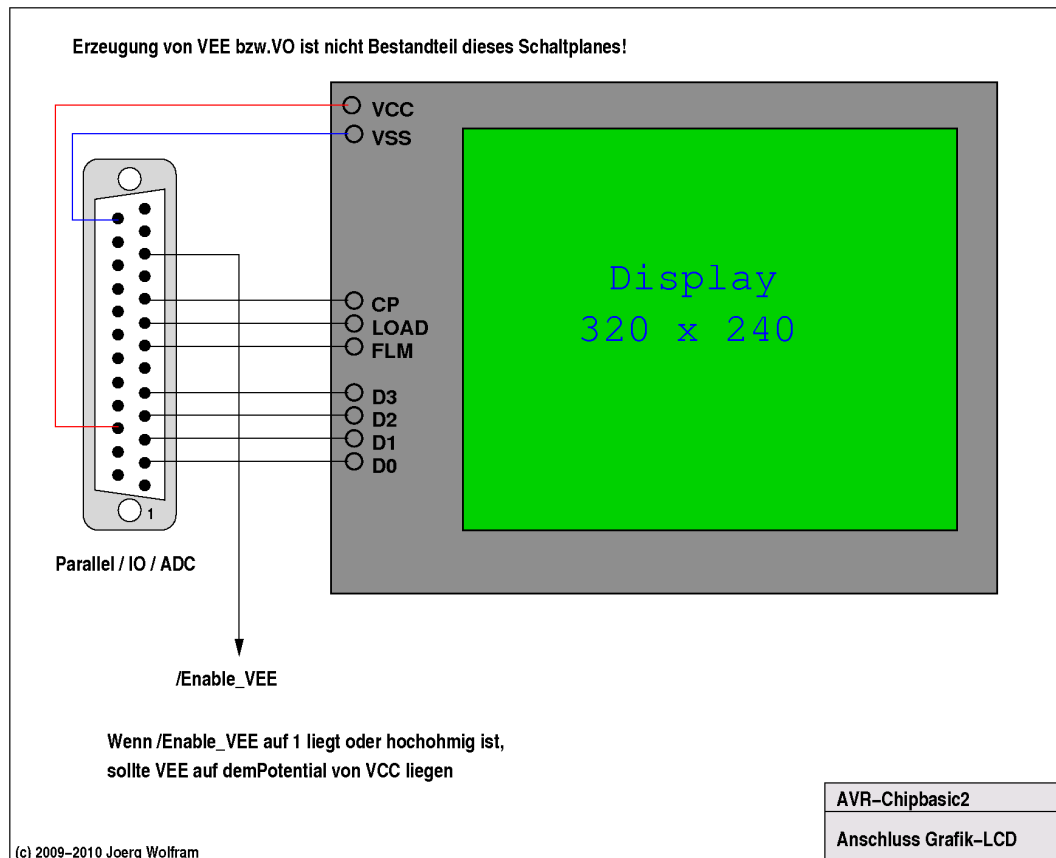 Erzeugung von VEE bzw.VO ist nicht Bestandteil dieses Schaltplanes!
VCC
VSS
Display
320 x 240
CP
LOAD
FLM
D3
D2
D1
D0
1
Parallel / IO / ADC
/Enable_VEE
Wenn /Enable_VEE auf 1 liegt oder hochohmig ist,
sollte VEE auf demPotential von VCC liegen
AVR–Chipbasic2
Anschluss Grafik–LCD
(c) 2009–2010 Joerg Wolfram